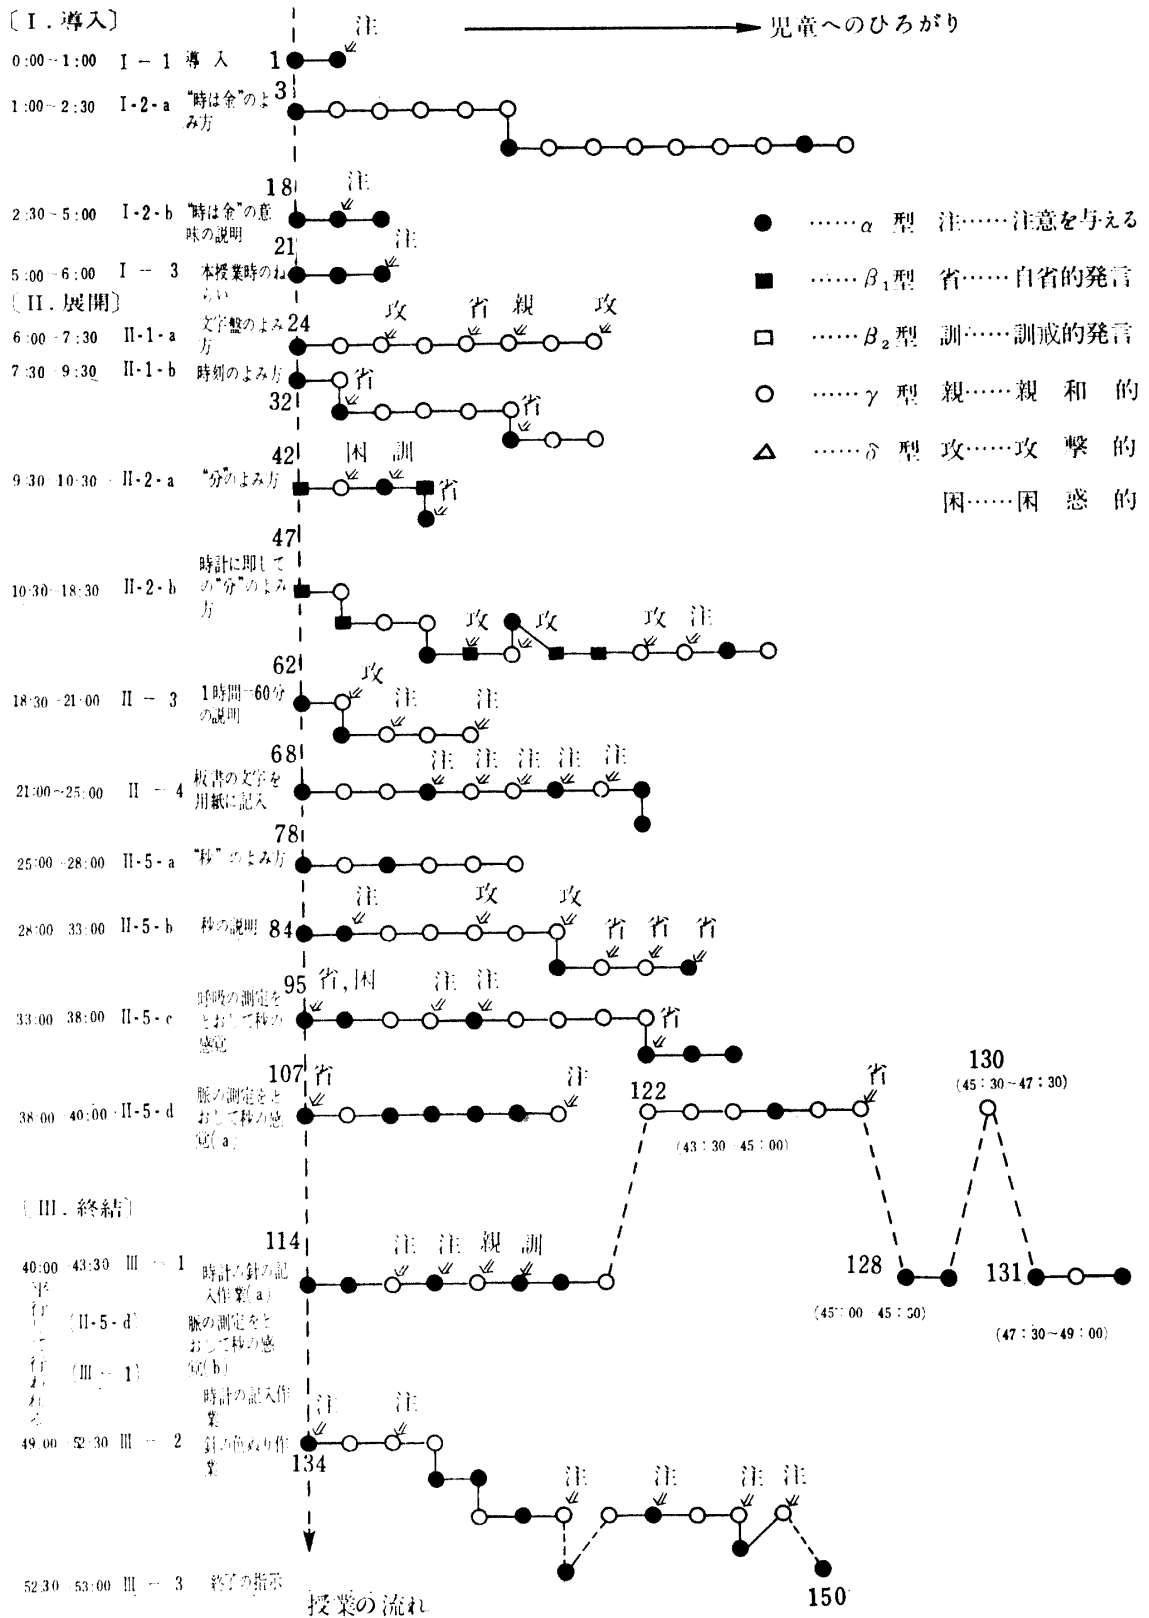 〔Ⅰ．導入〕
注
児童へのひろがり
0:00~1:00 Ⅰ－1 導入 1
1:00~2:30 Ⅰ-2-a “時は金”のよ 3
み方
18 注
2:30~5:00 Ⅰ-2-b “時は金”の意
味の説明
●……α 型 注……注意を与える
21 注
5:00~6:00 Ⅰ－3 本授業時のね
らい
■……β₁型 省……自省的発言
〔Ⅱ．展開〕
24 攻 省 親 攻
6:00-7:30 Ⅱ-1-a 文字盤のよみ
方
□……β₂型 訓……訓戒的発言
7:30-9:30 Ⅱ-1-b 時刻のよみ方
省
32
省
○……γ 型 親……親和的
△……δ 型 攻……攻撃的
困……困惑的
42 困 訓
9:30-10:30 Ⅱ-2-a “分”のよみ方
省
47
10:30-18:30 Ⅱ-2-b 時計に即して
の“分”のよみ
方
攻 攻 攻 注
62 攻
18:30-21:00 Ⅱ－3 1時間＝60分
の説明
注 注
68 注 注 注 注 注
21:00~25:00 Ⅱ－4 板書の文字を
用紙に記入
78
25:00-28:00 Ⅱ-5-a “秒”のよみ方
注 攻 攻
28:00 33:00 Ⅱ-5-b 秒の説明 84
省 省 省
95 省,困 注 注
33:00 38:00 Ⅱ-5-c 呼吸の測定を
とおして秒の
感覚
省
107 省 注 122 省 130
(45:30~47:30)
38:00 40:00 Ⅱ-5-d 脈の測定をと
おして秒の感
覚(a)
(43:30-45:00)
〔Ⅲ．終結〕
114 注 注 親 訓
40:00-43:30 Ⅲ－1 時計の針の記
入作業(a)
128 131
(45:00-45:30)
(47:30~49:00)
平行して行われる
(Ⅱ-5-d) 脈の測定をと
おして秒の感
覚(b)
(Ⅲ－1)
時計の記入作
業
注 注
49:00-52:30 Ⅲ－2 針の色ぬり作
業
134
注 注 注 注
52:30-53:00 Ⅲ－3 終了の指示
150
授業の流れ